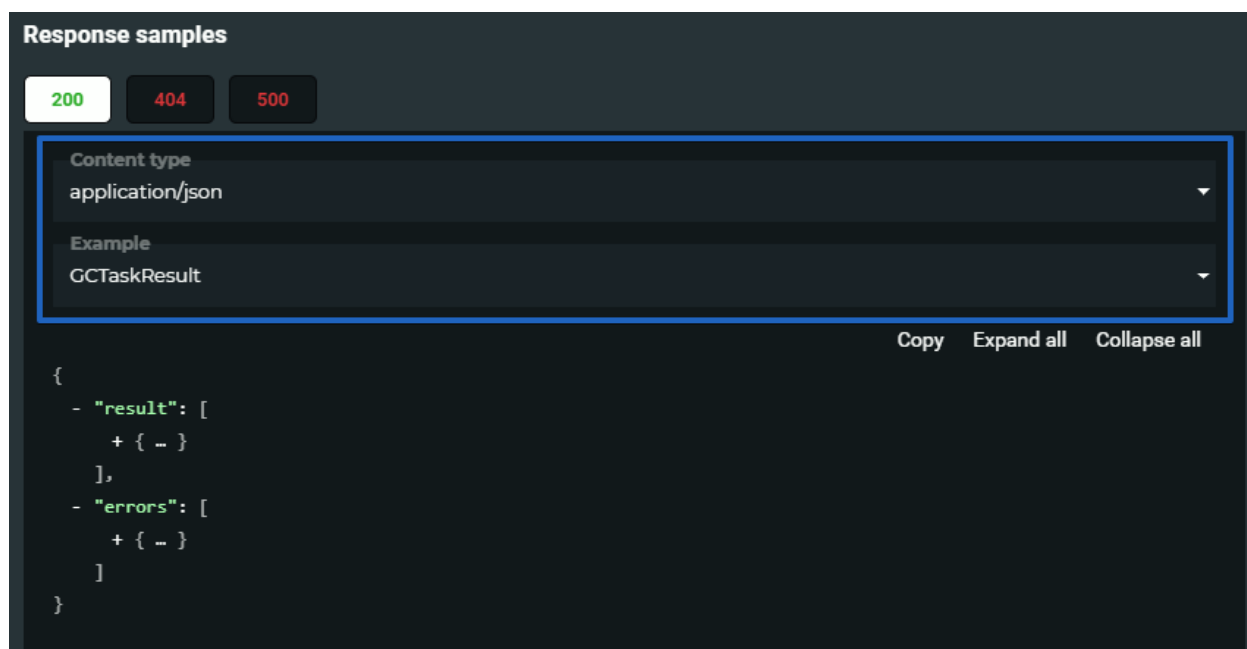 Response samples
200 404 500
Content type
application/json
Example
GCTaskResult
Copy Expand all Collapse all
{
- "result": [
+ { … }
],
- "errors": [
+ { … }
]
}